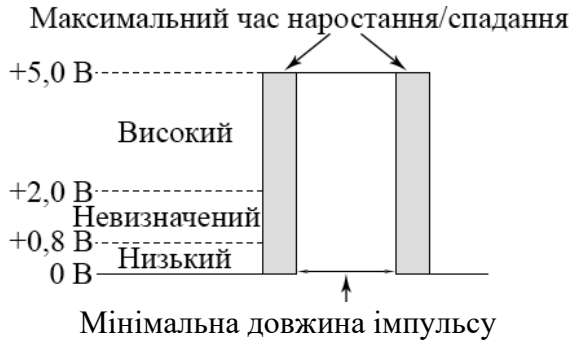 Максимальний час наростання/спадання
+5,0 В
Високий
+2,0 В
Невизначений
+0,8 В
Низький
0 В
Мінімальна довжина імпульсу